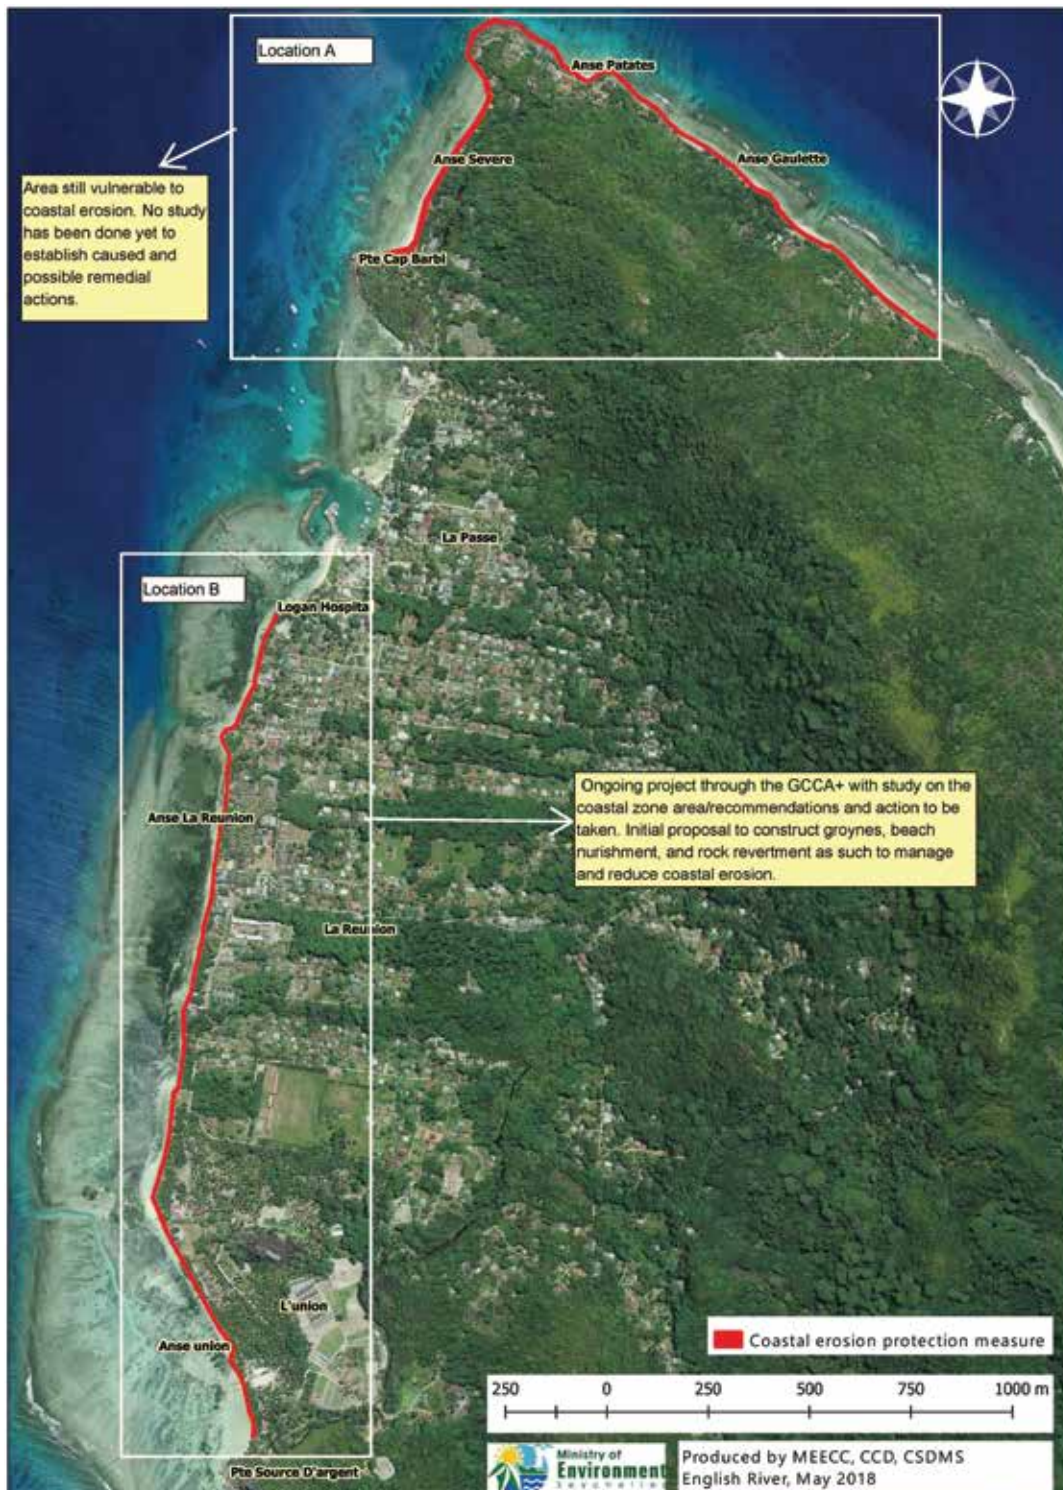 Location A
Anse Patates
Anse Severe
Anse Gaulette
Area still vulnerable to
coastal erosion. No study
has been done yet to
establish caused and
possible remedial
actions.
Pte Cap Barbi
La Passe
Location B
Logan Hospita
Ongoing project through the GCCA+ with study on the
coastal zone area/recommendations and action to be
taken. Initial proposal to construct groynes, beach
nurishment, and rock revertment as such to manage
and reduce coastal erosion.
Anse La Reunion
La Reunion
L'union
Anse union
Coastal erosion protection measure
250 0 250 500 750 1000 m
Pte Source D'argent
Ministry of
Environment
Seychelles
Produced by MEECC, CCD, CSDMS
English River, May 2018